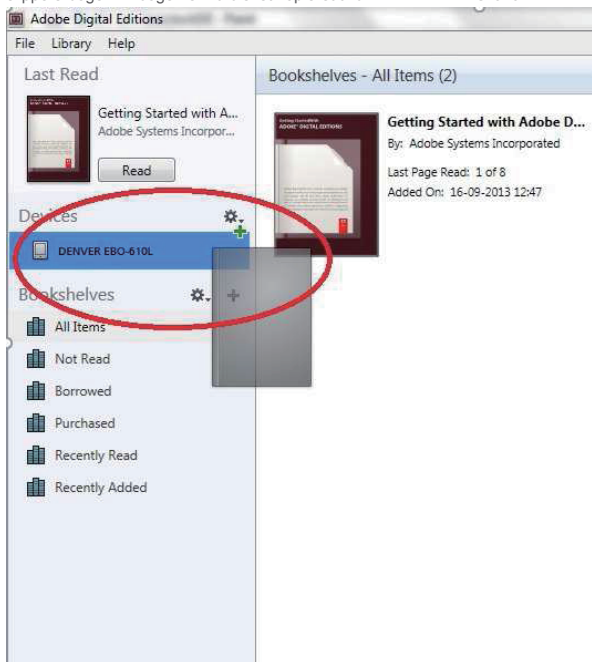 Adobe Digital Editions
File Library Help
Last Read
Getting Started with A...
Adobe Systems Incorpor...
Read
Devices
DENVER EBO-610L
Bookshelves
All Items
Not Read
Borrowed
Purchased
Recently Read
Recently Added
Bookshelves - All Items (2)
Getting Started with Adobe D...
By: Adobe Systems Incorporated
Last Page Read: 1 of 8
Added On: 16-09-2013 12:47